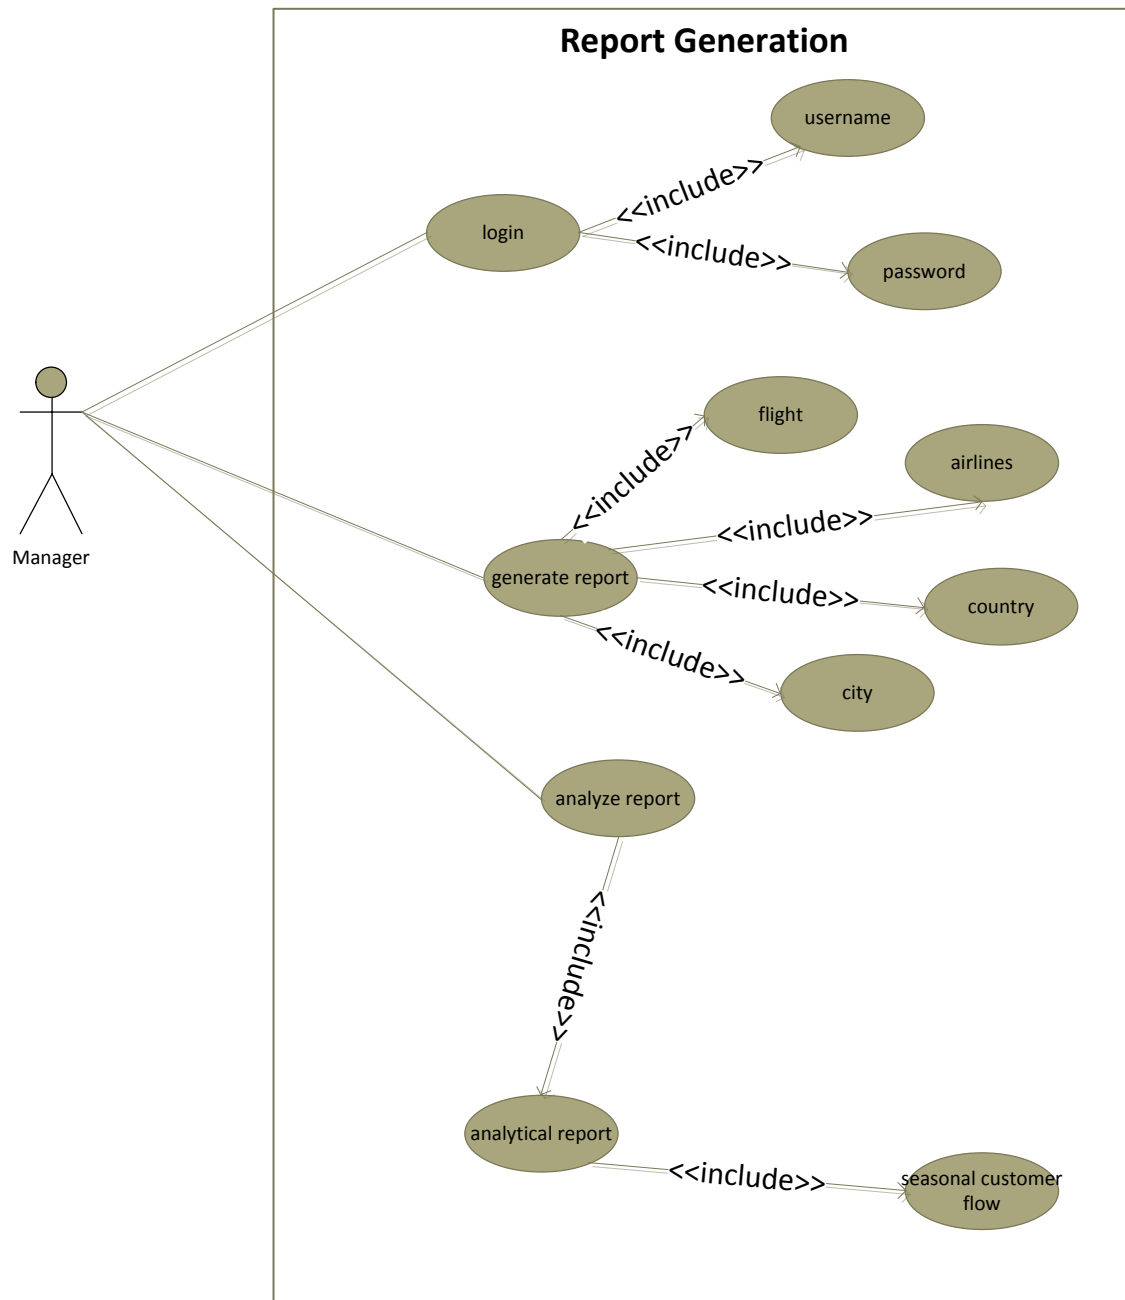 Report Generation
username
<<include>>
login
<<include>>
password
flight
<<include>>
airlines
<<include>>
Manager
generate report
<<include>>
country
<<include>>
city
analyze report
<<include>>
analytical report
<<include>>
seasonal customer
flow